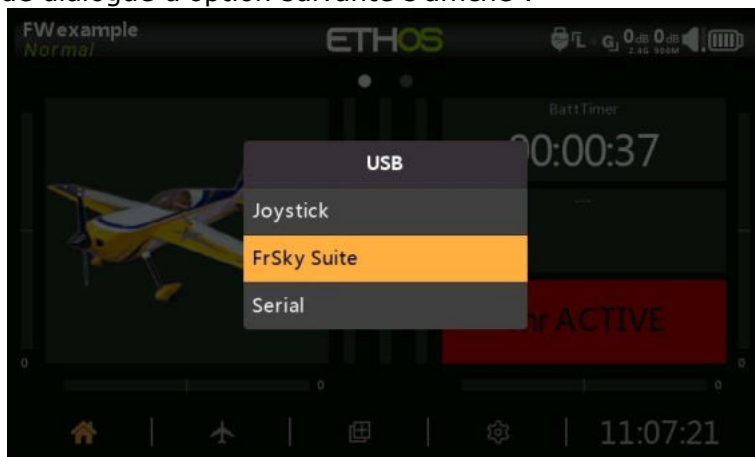 de dialogue d'option suivante s'affiche :
FWexample
Normal
ETHOS
G
0dB 0dB
2.4G 900M
BattTimer
00:00:37
---
USB
Joystick
FrSky Suite
Serial
ACTIVE
0
0
0
0
11:07:21